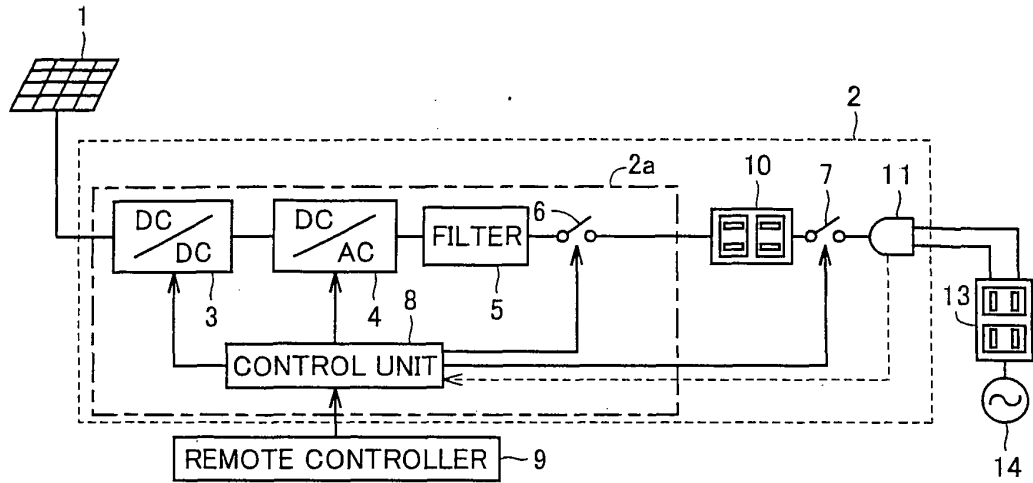 1
2
2a
10
7
11
6
DC
DC
DC
AC
FILTER
3
4
5
8
13
CONTROL UNIT
14
REMOTE CONTROLLER
9